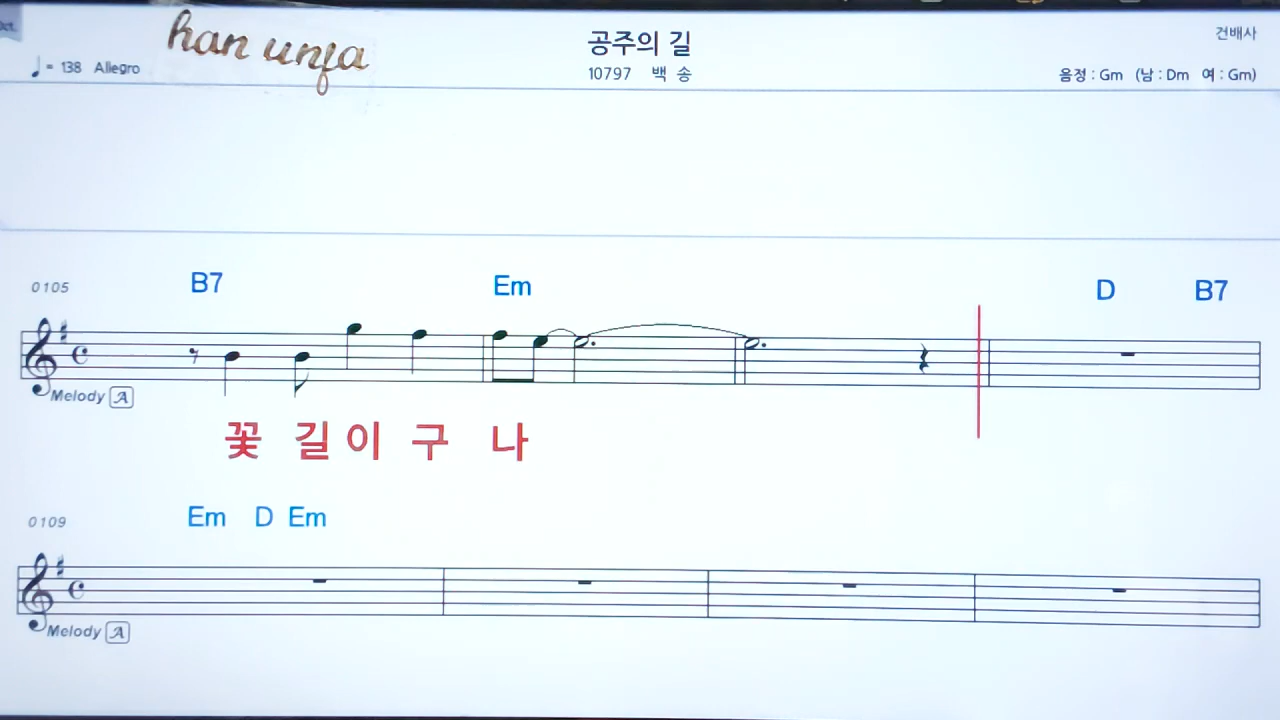 Oct.
han unja
공주의 길
건배사
♩= 138 Allegro
10797 백 송
음정 : Gm (남 : Dm 여 : Gm)
0105 B7 Em D B7
Melody A
꽃 길 이 구 나
0109 Em D Em
Melody A